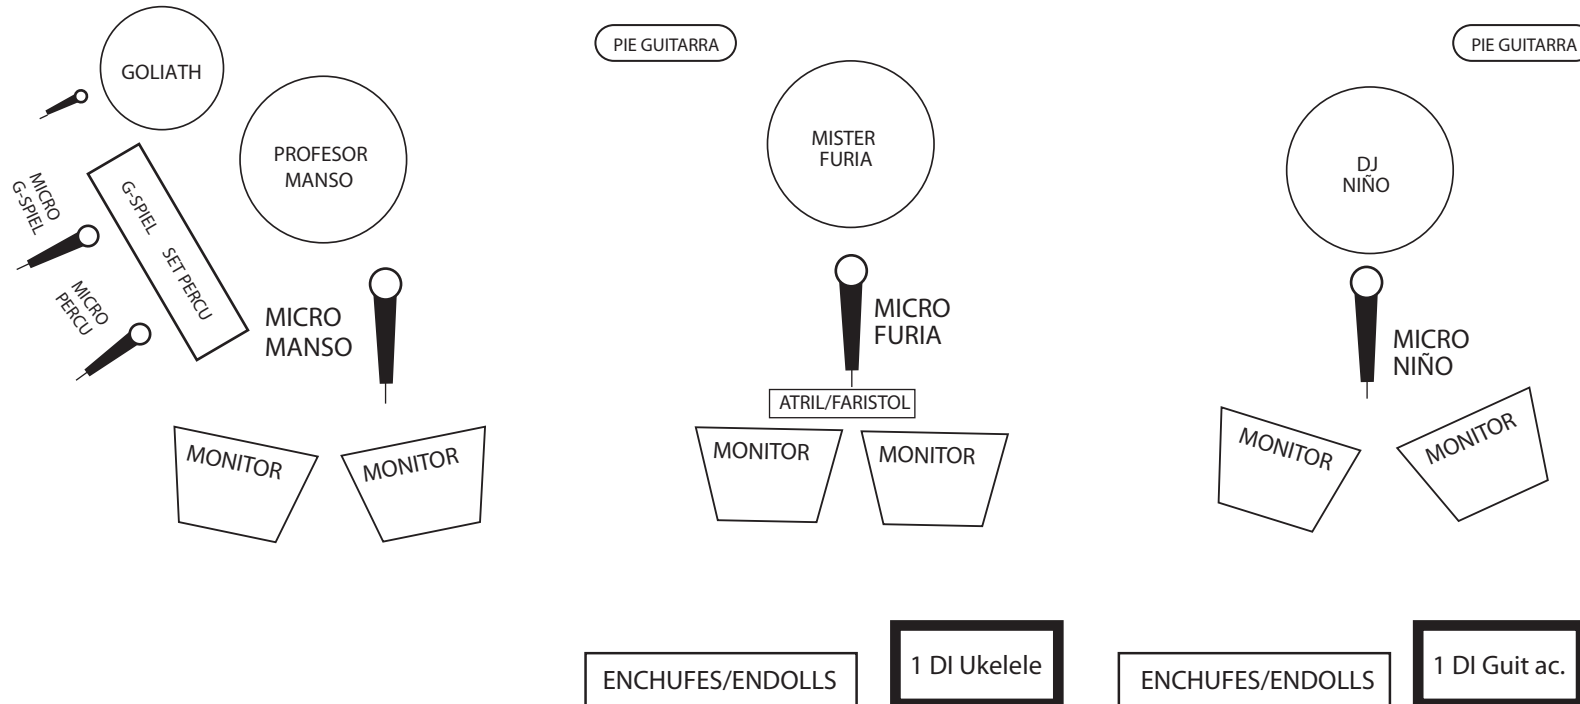 PIE GUITARRA
PIE GUITARRA
GOLIATH
PROFESOR
MANSO
MISTER
FURIA
DJ
NIÑO
MICRO
G-SPIEL
G-SPIEL SET PERCU
MICRO
PERCU
MICRO
MANSO
MICRO
FURIA
MICRO
NIÑO
ATRIL/FARISTOL
MONITOR
MONITOR
MONITOR
MONITOR
MONITOR
MONITOR
ENCHUFES/ENDOLLS
1 DI Ukelele
ENCHUFES/ENDOLLS
1 DI Guit ac.